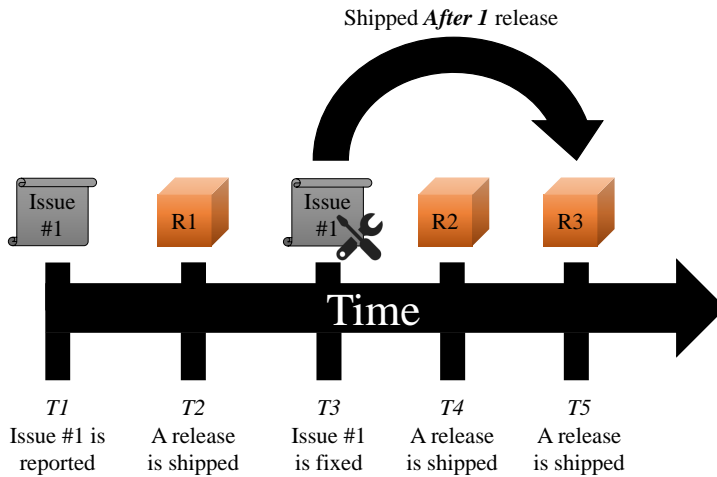 Shipped After 1 release
Issue
#1
R1
Issue
#1
R2
R3
Time
T1
Issue #1 is
reported
T2
A release
is shipped
T3
Issue #1
is fixed
T4
A release
is shipped
T5
A release
is shipped